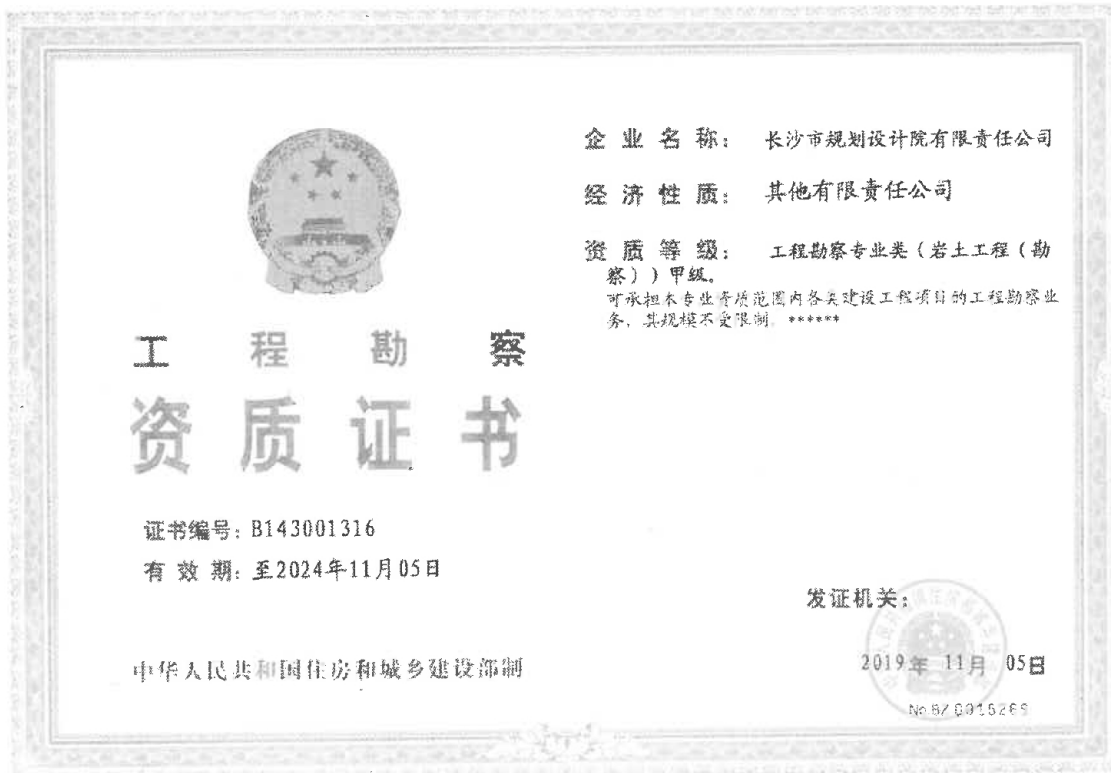 工程勘察
资质证书
证书编号：B143001316
有效期：至2024年11月05日
中华人民共和国住房和城乡建设部制
企业名称：长沙市规划设计院有限责任公司
经济性质：其他有限责任公司
资质等级：工程勘察专业类（岩土工程（勘
察））甲级。
可承担本专业资质范围内各类建设工程项目的工程勘察业
务，其规模不受限制。******
发证机关：
2019年 11月 05日